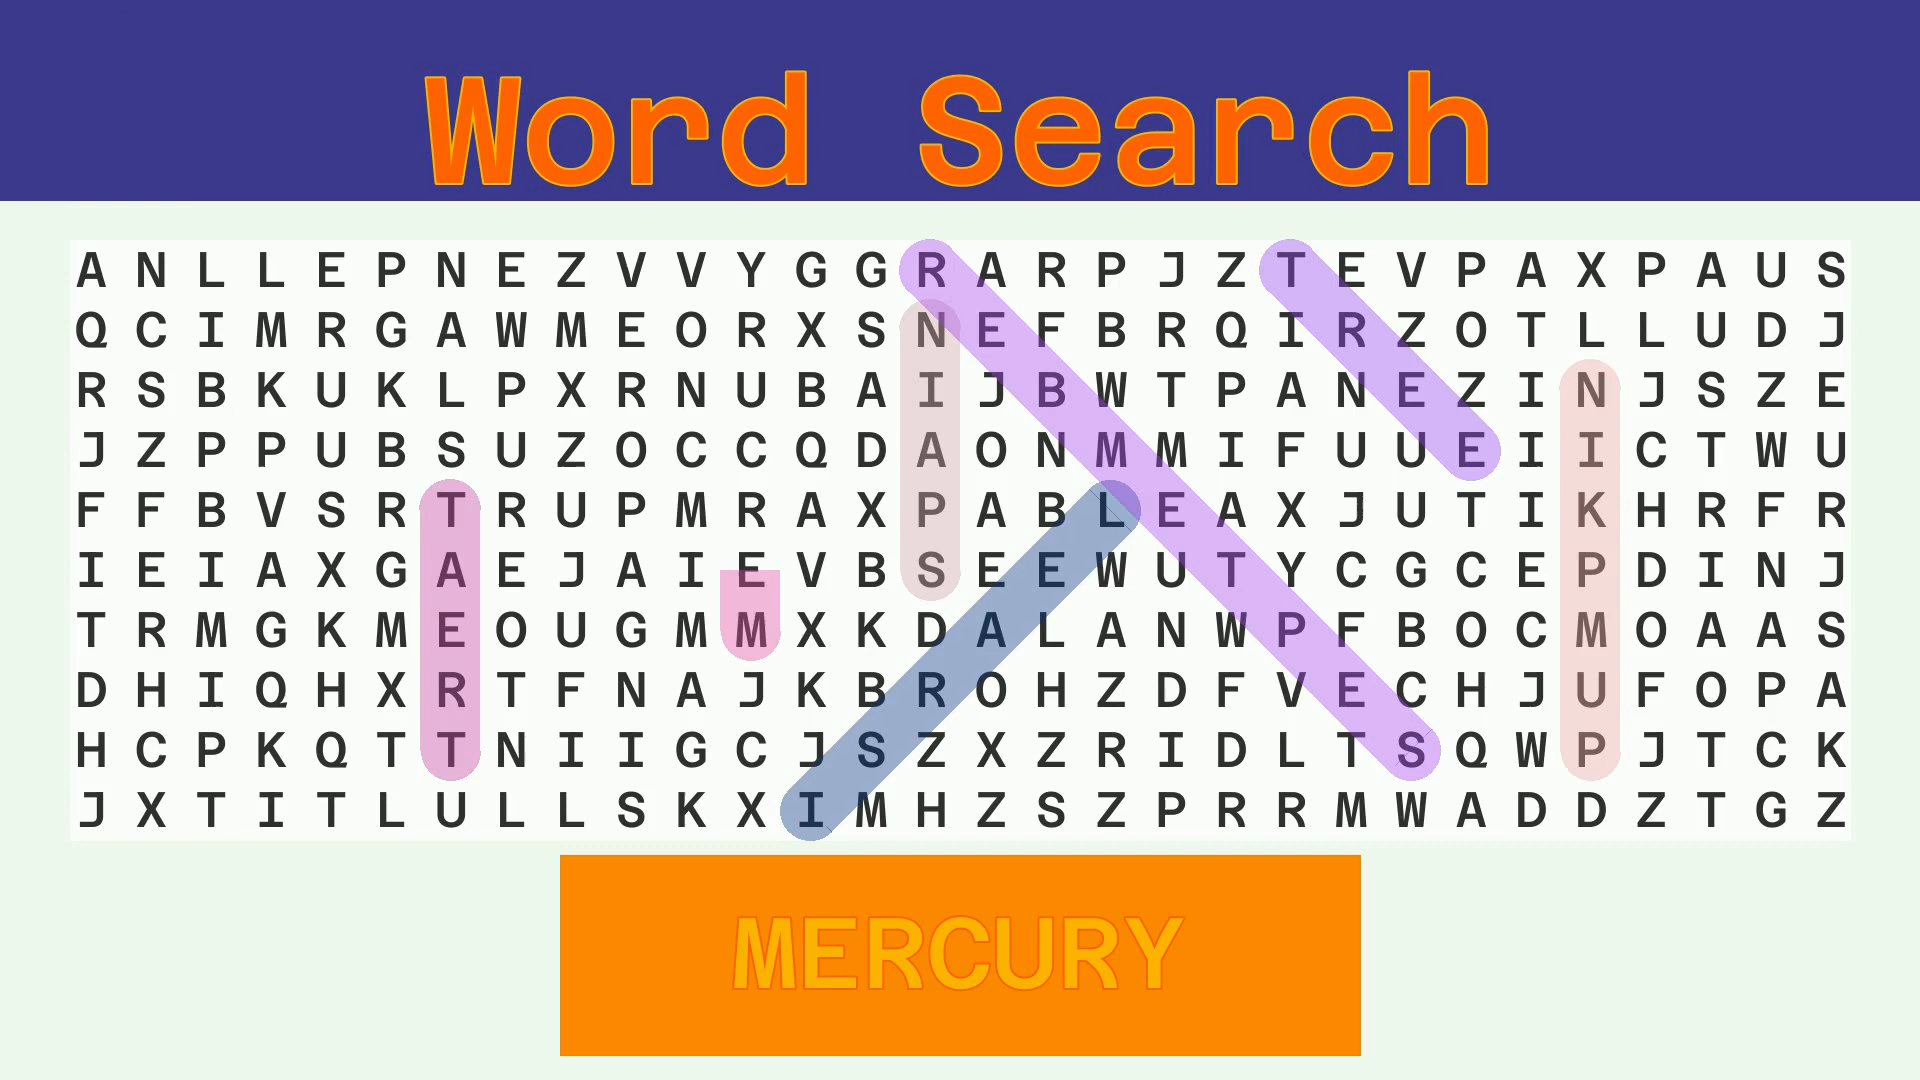 Word Search
A N L L E P N E Z V V Y G G R A R P J Z T E V P A X P A U S
Q C I M R G A W M E O R X S N E F B R Q I R Z O T L L U D J
R S B K U K L P X R N U B A I J B W T P A N E Z I N J S Z E
J Z P P U B S U Z O C C Q D A O N M M I F U U E I I C T W U
F F B V S R T R U P M R A X P A B L E A X J U T I K H R F R
I E I A X G A E J A I E V B S E E W U T Y C G C E P D I N J
T R M G K M E O U G M M X K D A L A N W P F B O C M O A A S
D H I Q H X R T F N A J K B R O H Z D F V E C H J U F O P A
H C P K Q T T N I I G C J S Z X Z R I D L T S Q W P J T C K
J X T I T L U L L S K X I M H Z S Z P R R M W A D D Z T G Z
MERCURY